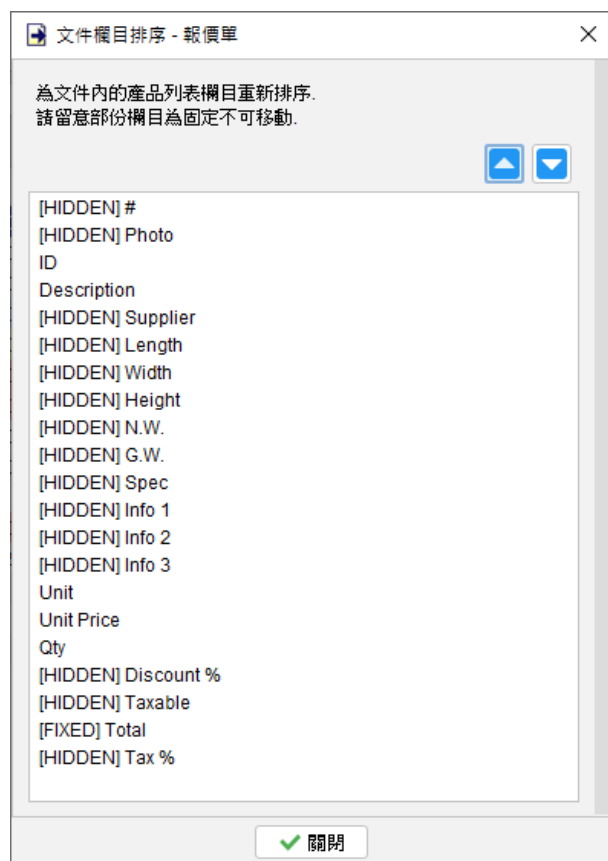 文件欄目排序 - 報價單
為文件內的產品列表欄目重新排序.
請留意部份欄目為固定不可移動.
[HIDDEN] #
[HIDDEN] Photo
ID
Description
[HIDDEN] Supplier
[HIDDEN] Length
[HIDDEN] Width
[HIDDEN] Height
[HIDDEN] N.W.
[HIDDEN] G.W.
[HIDDEN] Spec
[HIDDEN] Info 1
[HIDDEN] Info 2
[HIDDEN] Info 3
Unit
Unit Price
Qty
[HIDDEN] Discount %
[HIDDEN] Taxable
[FIXED] Total
[HIDDEN] Tax %
關閉